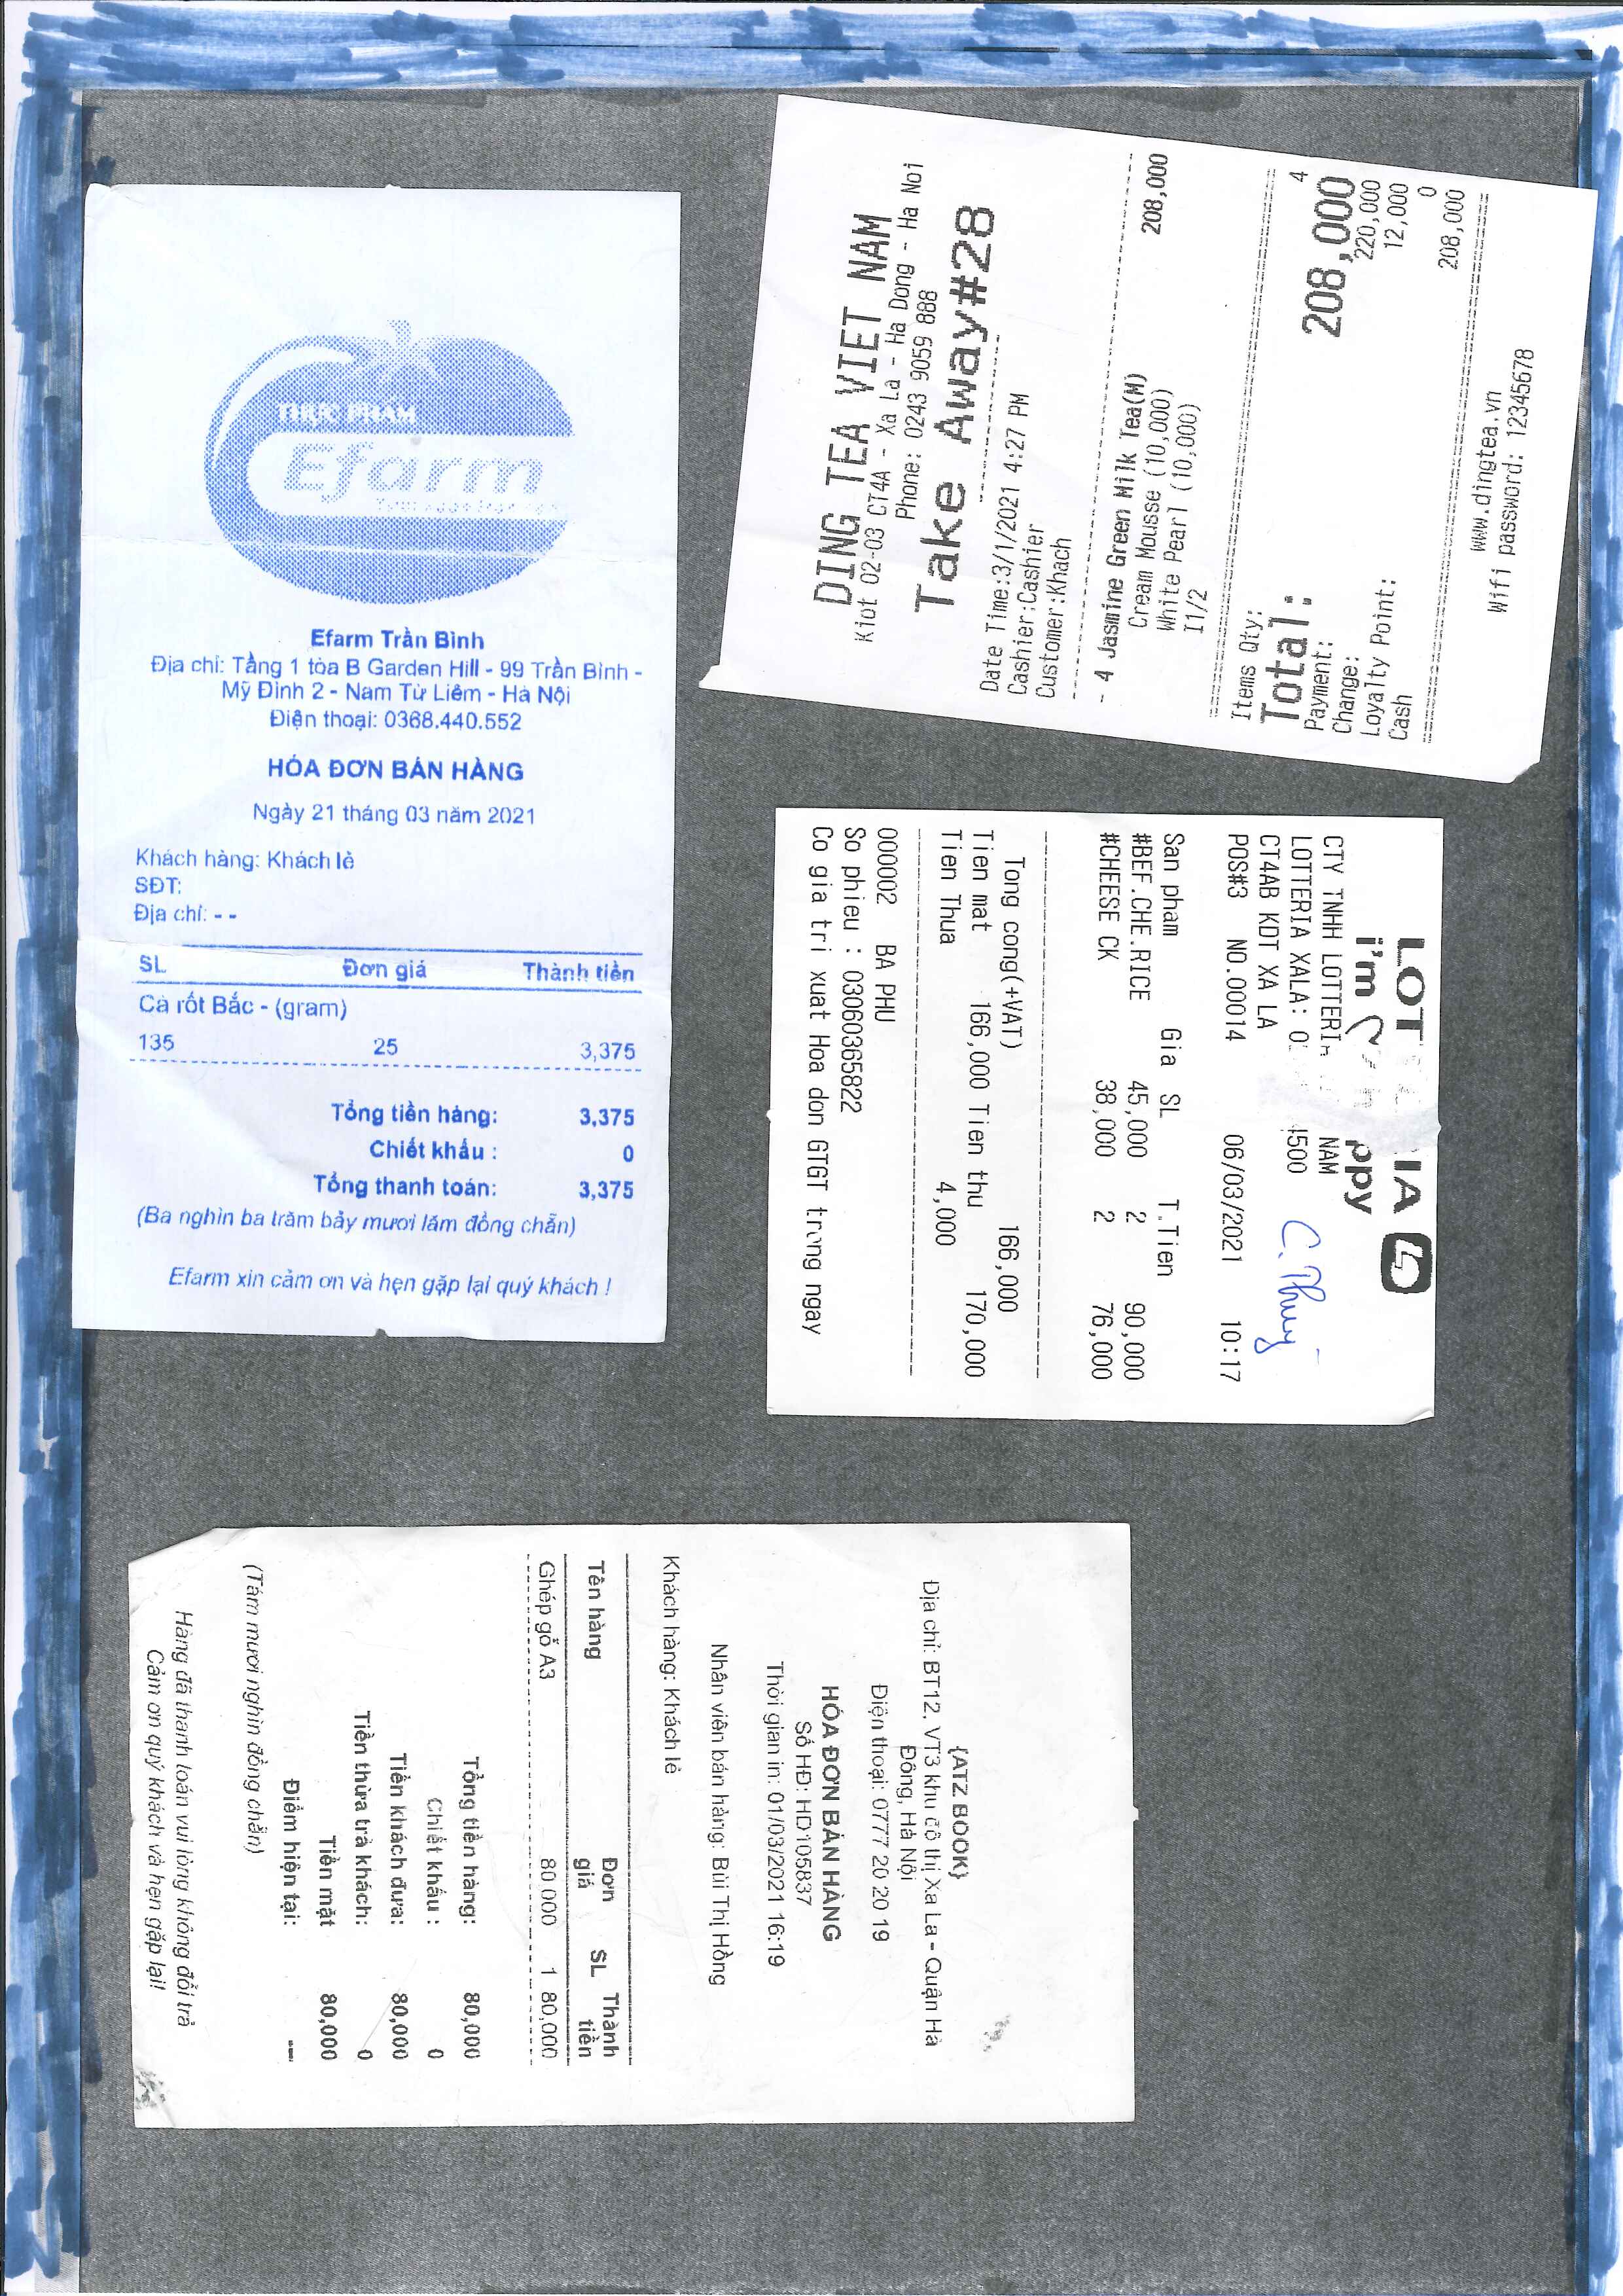 THỰC PHẨM
Efarm
Efarm Trần Bình
Địa chỉ: Tầng 1 tòa B Garden Hill - 99 Trần Bình -
Mỹ Đình 2 - Nam Từ Liêm - Hà Nội
Điện thoại: 0368.440.552
HÓA ĐƠN BÁN HÀNG
Ngày 21 tháng 03 năm 2021
Khách hàng: Khách lẻ
SĐT:
Địa chỉ: - -
SL Đơn giá Thành tiền
Cà rốt Bắc - (gram)
135 25 3,375
Tổng tiền hàng: 3,375
Chiết khấu : 0
Tổng thanh toán: 3,375
(Ba nghìn ba trăm bảy mươi lăm đồng chẵn)
Efarm xin cảm ơn và hẹn gặp lại quý khách !
DING TEA VIET NAM
Kiot 02-03 CT4A - Xa La - Ha Dong - Ha Noi
Phone: 0243 9059 888
Take Away#28
Date Time:3/1/2021 4:27 PM
Cashier:Cashier
Customer:Khach
- 4 Jasmine Green Milk Tea(M) 208,000
Cream Mousse (10,000)
White Pearl (10,000)
I1/2
Items Qty: 4
Total: 208,000
Payment: 220,000
Change: 12,000
Loyalty Point: 0
Cash 208,000
www.dingtea.vn
Wifi password: 12345678
LOT IA
i'm ppy
CTY TNHH LOTTERIA NAM
LOTTERIA XALA: 0 4500
C. Thuỷ
CT4AB KDT XA LA
POS#3 NO.00014 06/03/2021 10:17
San pham Gia SL T.Tien
#BEF.CHE.RICE 45,000 2 90,000
#CHEESE CK 38,000 2 76,000
Tong cong(+VAT) 166,000
Tien mat 166,000 Tien thu 170,000
Tien Thua 4,000
000002 BA PHU
So phieu : 03060365822
Co gia tri xuat Hoa don GTGT trong ngay
{ATZ BOOK}
Địa chỉ: BT12. VT3 khu đô thị Xa La - Quận Hà
Đông, Hà Nội
Điện thoại: 0777 20 20 19
HÓA ĐƠN BÁN HÀNG
Số HĐ: HD105837
Thời gian in: 01/03/2021 16:19
Nhân viên bán hàng: Bùi Thị Hồng
Khách hàng: Khách lẻ
Tên hàng Đơn giá SL Thành tiền
Ghép gỗ A3 80,000 1 80,000
Tổng tiền hàng: 80,000
Chiết khấu : 0
Tiền khách đưa: 80,000
Tiền thừa trả khách: 0
Tiền mặt 80,000
Điểm hiện tại: ---
(Tám mươi nghìn đồng chẵn)
Hàng đã thanh toán vui lòng không đổi trả
Cảm ơn quý khách và hẹn gặp lại!